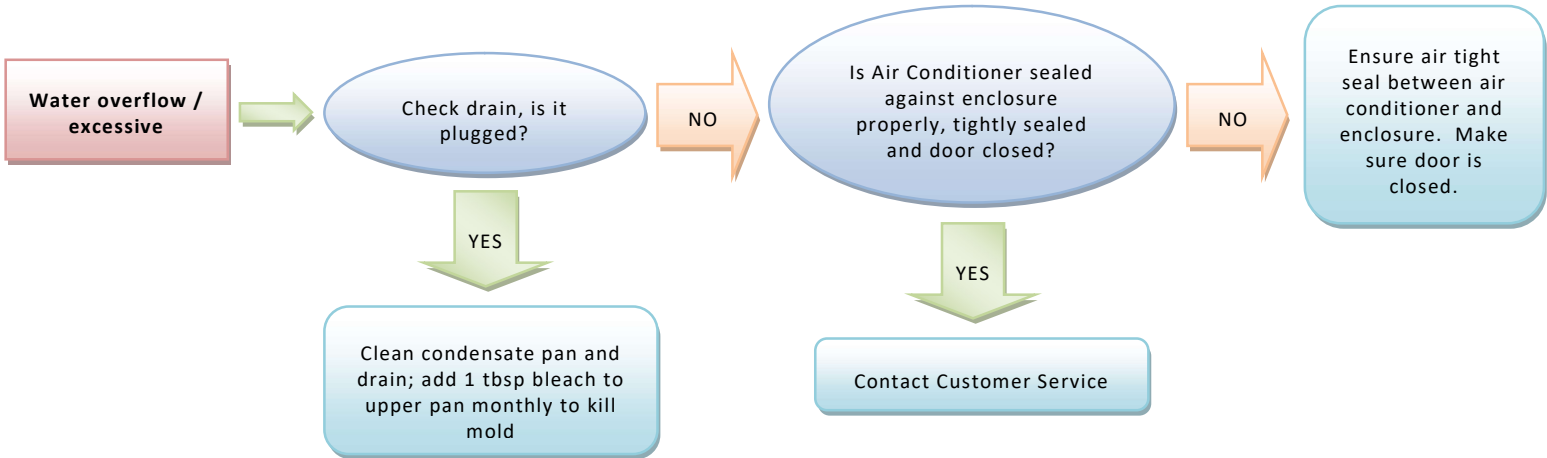 Water overflow /
excessive
Check drain, is it
plugged?
NO
Is Air Conditioner sealed
against enclosure
properly, tightly sealed
and door closed?
NO
Ensure air tight
seal between air
conditioner and
enclosure.  Make
sure door is
closed.
YES
Clean condensate pan and
drain; add 1 tbsp bleach to
upper pan monthly to kill
mold
YES
Contact Customer Service